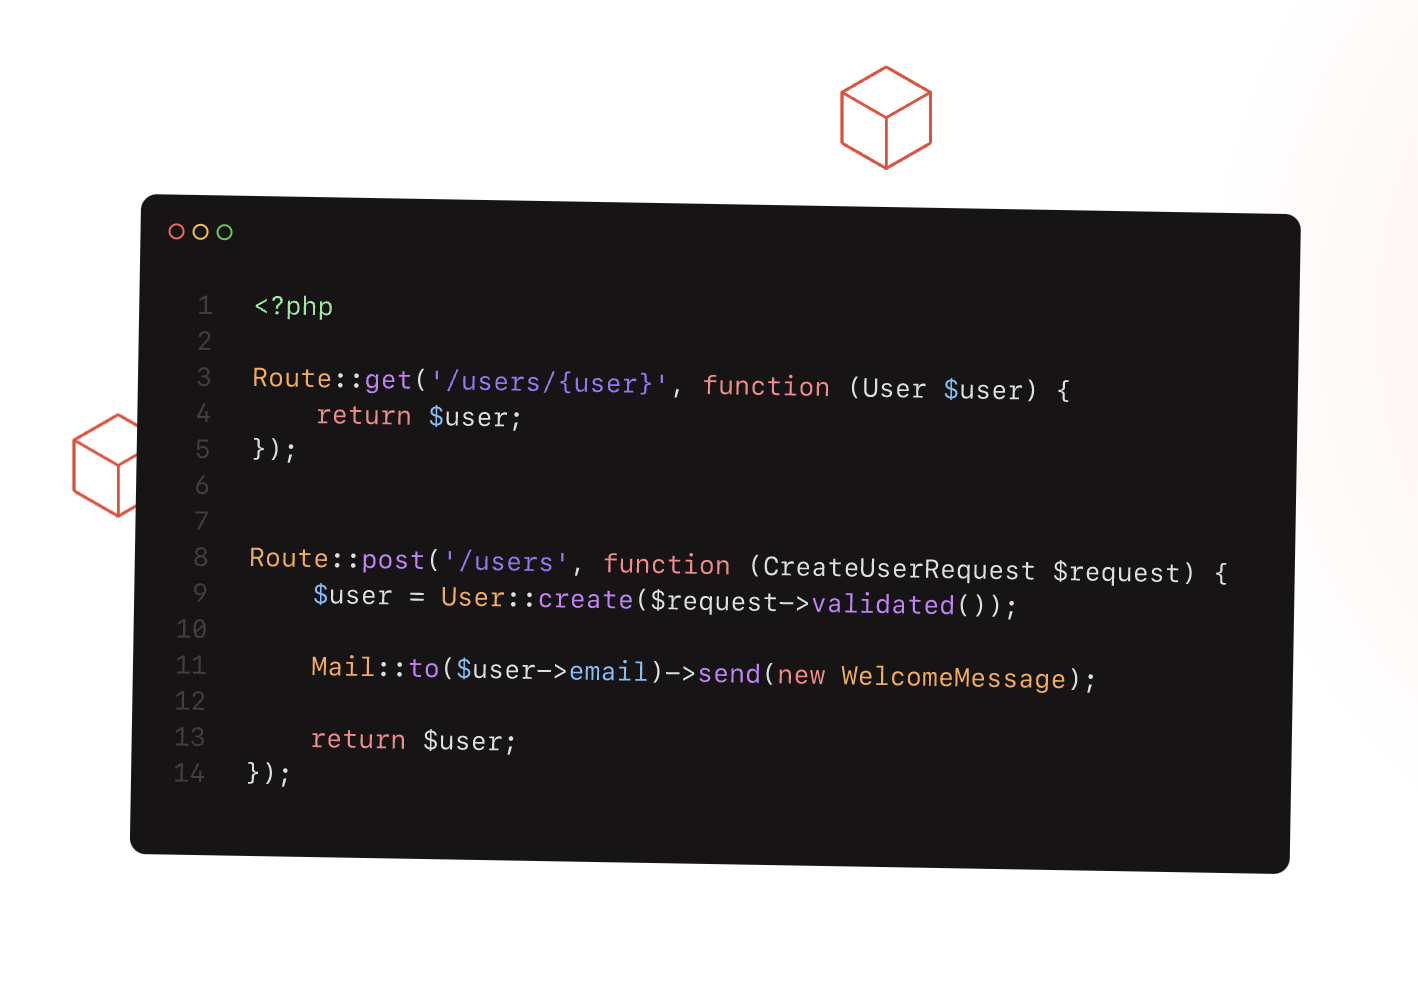 1 <?php
2
3 Route::get('/users/{user}', function (User $user) {
4     return $user;
5 });
6
7
8 Route::post('/users', function (CreateUserRequest $request) {
9     $user = User::create($request->validated());
10
11     Mail::to($user->email)->send(new WelcomeMessage);
12
13     return $user;
14 });